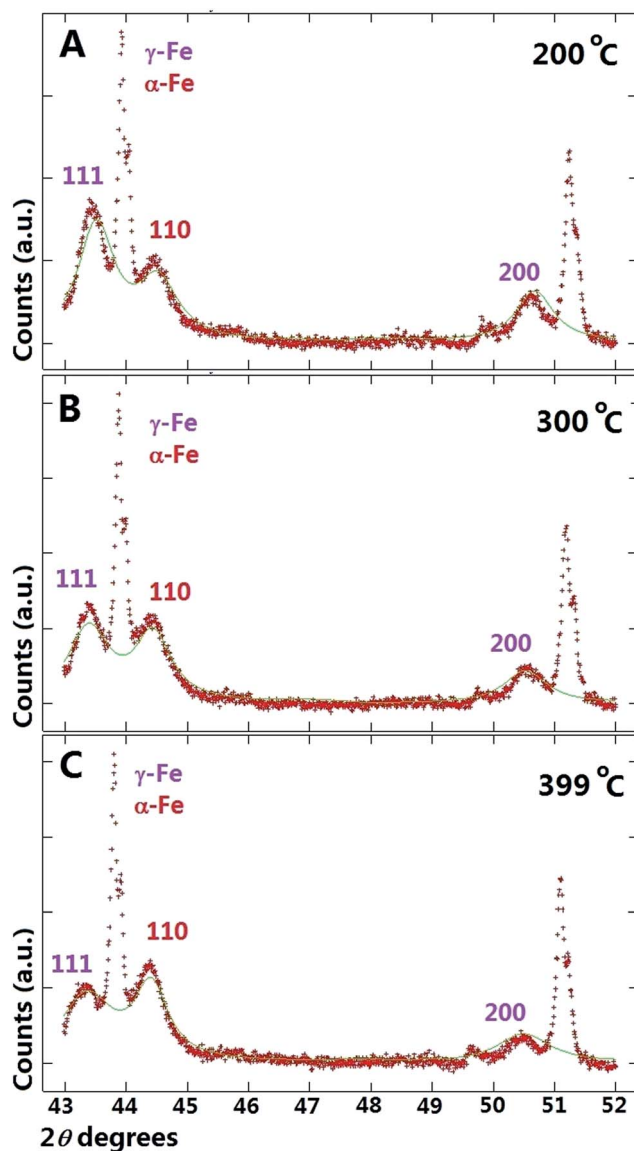 A
γ-Fe
α-Fe
200 °C
111
110
200
Counts (a.u.)
B
γ-Fe
α-Fe
300 °C
111
110
200
Counts (a.u.)
C
γ-Fe
α-Fe
399 °C
111
110
200
Counts (a.u.)
43 44 45 46 47 48 49 50 51 52
2θ degrees